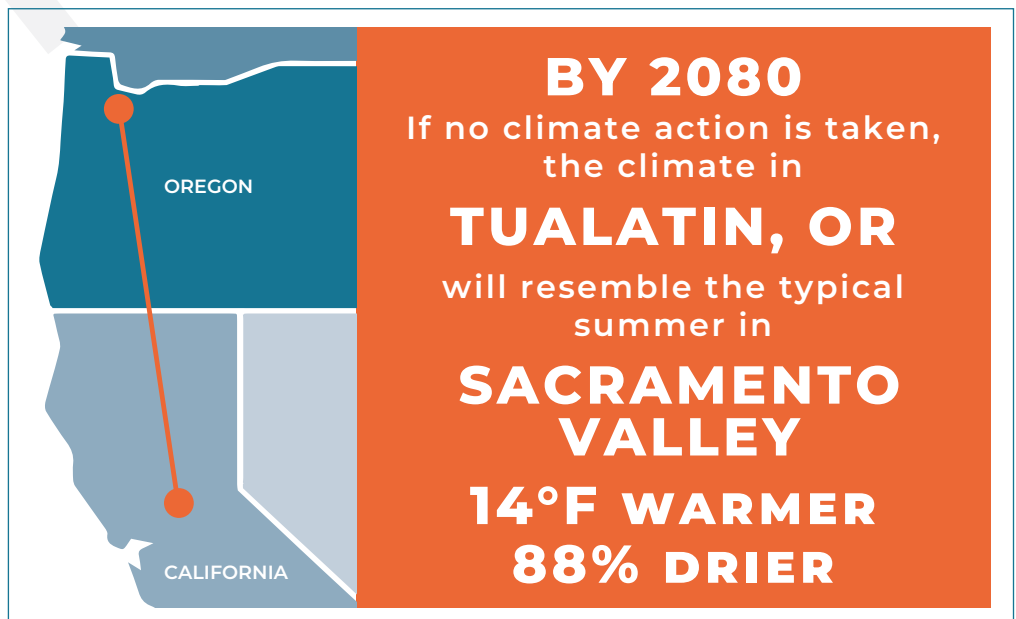 OREGON
CALIFORNIA
BY 2080
If no climate action is taken,
the climate in
TUALATIN, OR
will resemble the typical
summer in
SACRAMENTO
VALLEY
14°F WARMER
88% DRIER